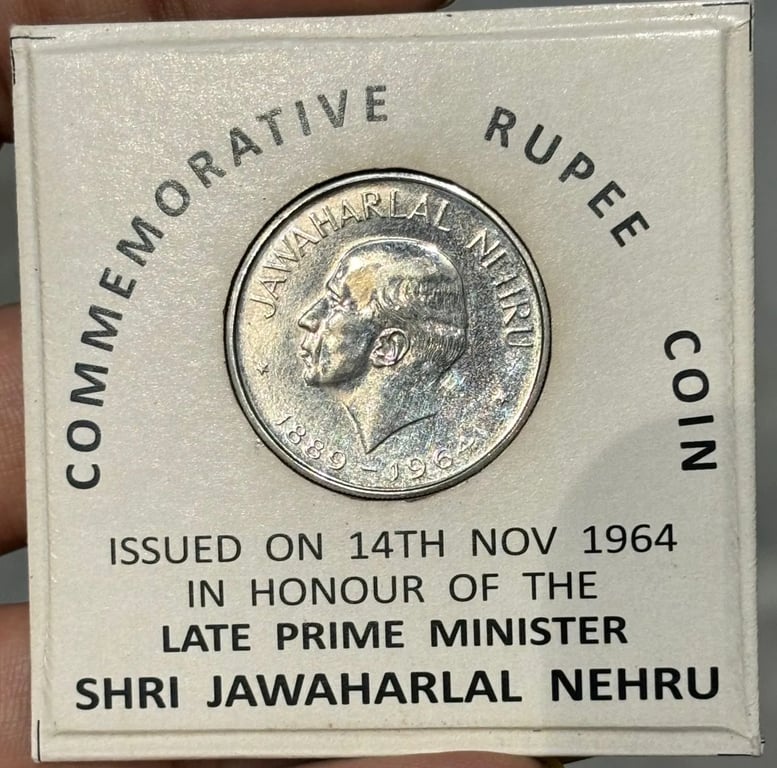 COMMEMORATIVE RUPEE COIN
JAWAHARLAL NEHRU
1889-1964
ISSUED ON 14TH NOV 1964
IN HONOUR OF THE
LATE PRIME MINISTER
SHRI JAWAHARLAL NEHRU